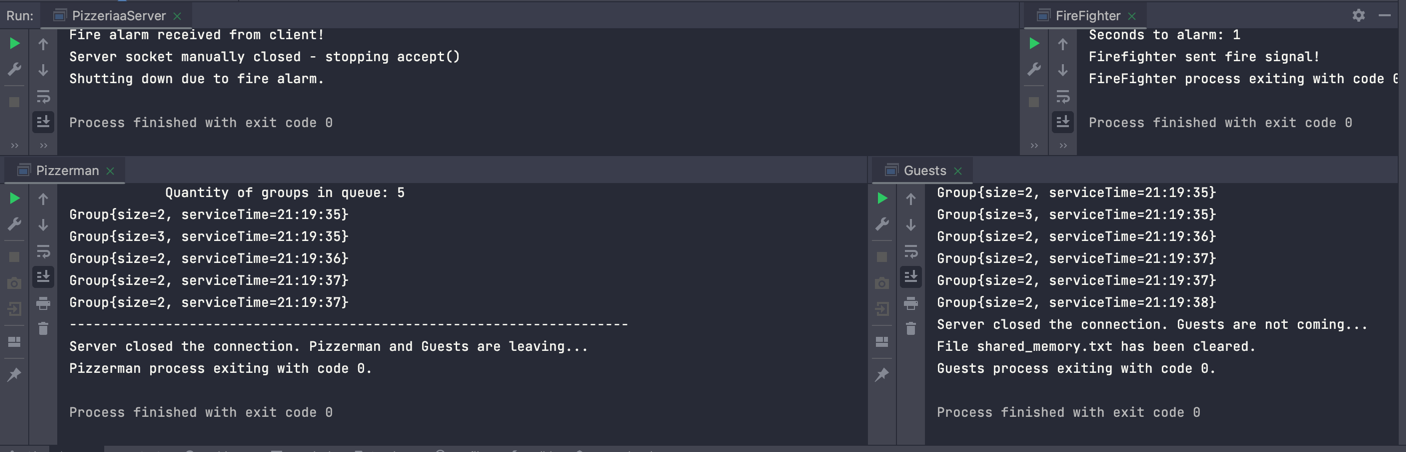 Run: PizzeriaaServer
Fire alarm received from client!
Server socket manually closed - stopping accept()
Shutting down due to fire alarm.
Process finished with exit code 0
FireFighter
Seconds to alarm: 1
Firefighter sent fire signal!
FireFighter process exiting with code 0
Process finished with exit code 0
Pizzerman
Quantity of groups in queue: 5
Group{size=2, serviceTime=21:19:35}
Group{size=3, serviceTime=21:19:35}
Group{size=2, serviceTime=21:19:36}
Group{size=2, serviceTime=21:19:37}
Group{size=2, serviceTime=21:19:37}
----------------------------------------------------------------------
Server closed the connection. Pizzerman and Guests are leaving...
Pizzerman process exiting with code 0.
Process finished with exit code 0
Guests
Group{size=2, serviceTime=21:19:35}
Group{size=3, serviceTime=21:19:35}
Group{size=2, serviceTime=21:19:36}
Group{size=2, serviceTime=21:19:37}
Group{size=2, serviceTime=21:19:37}
Group{size=2, serviceTime=21:19:38}
Server closed the connection. Guests are not coming...
File shared_memory.txt has been cleared.
Guests process exiting with code 0.
Process finished with exit code 0